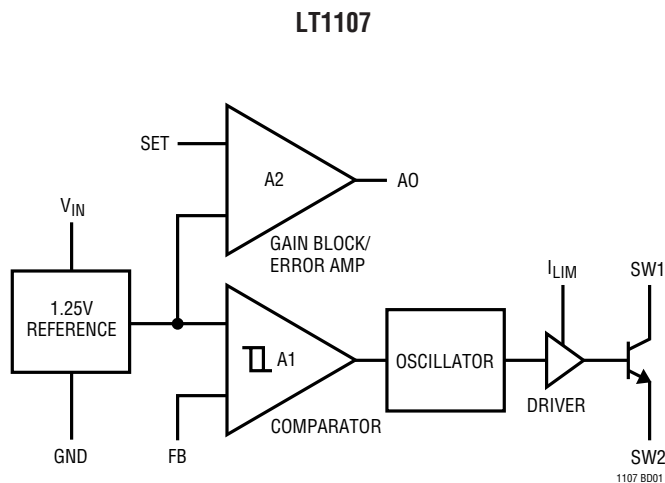 LT1107
SET
A2
AO
V_IN
GAIN BLOCK/
ERROR AMP
I_LIM
SW1
1.25V
REFERENCE
A1
OSCILLATOR
DRIVER
COMPARATOR
GND
FB
SW2
1107 BD01